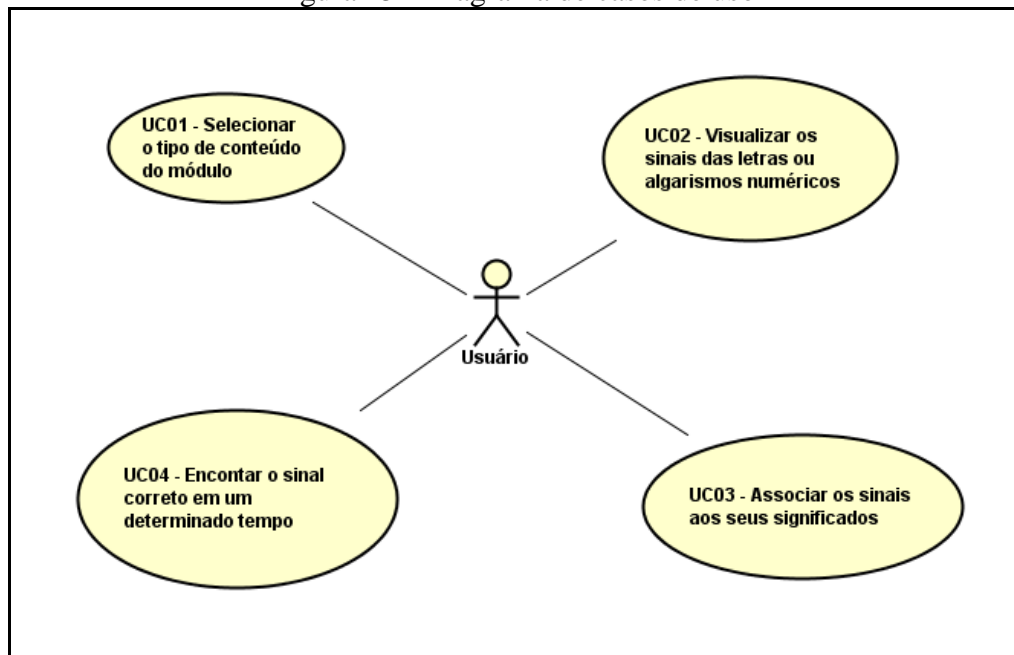 UC01 - Selecionar
o tipo de conteúdo
do módulo
UC02 - Visualizar os
sinais das letras ou
algarismos numéricos
Usuário
UC04 - Encontar o sinal
correto em um
determinado tempo
UC03 - Associar os sinais
aos seus significados